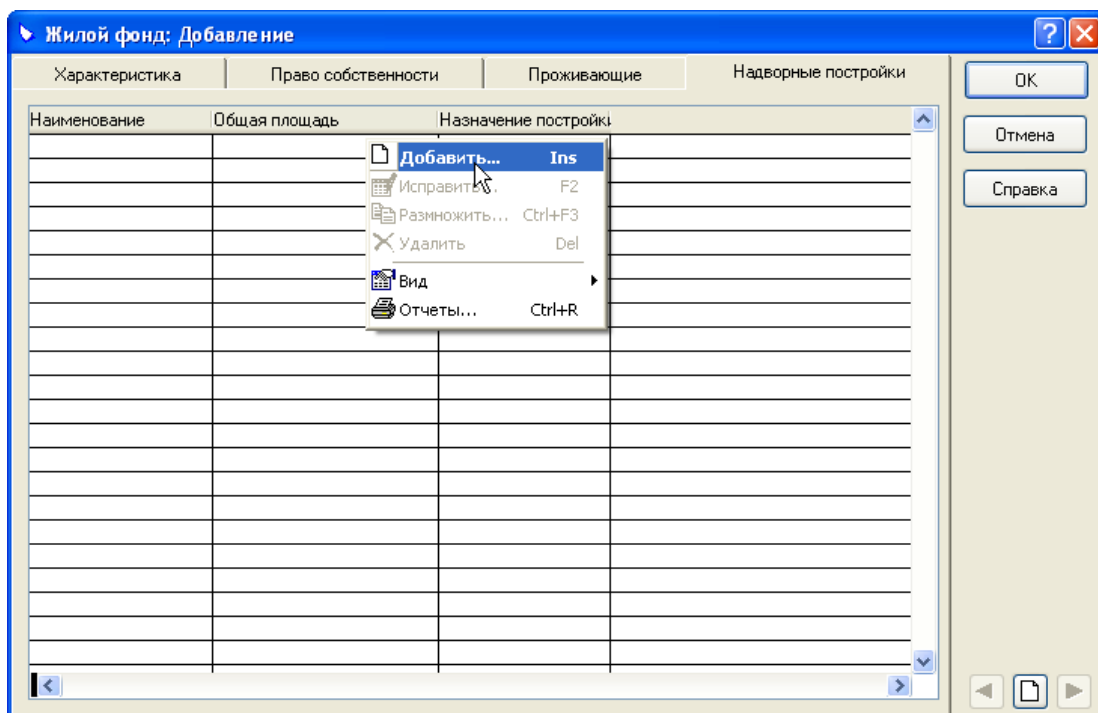 Жилой фонд: Добавление
Характеристика Право собственности Проживающие Надворные постройки
OK
Отмена
Справка
Наименование Общая площадь Назначение постройки
Добавить... Ins
Исправить... F2
Размножить... Ctrl+F3
Удалить Del
Вид
Отчеты... Ctrl+R